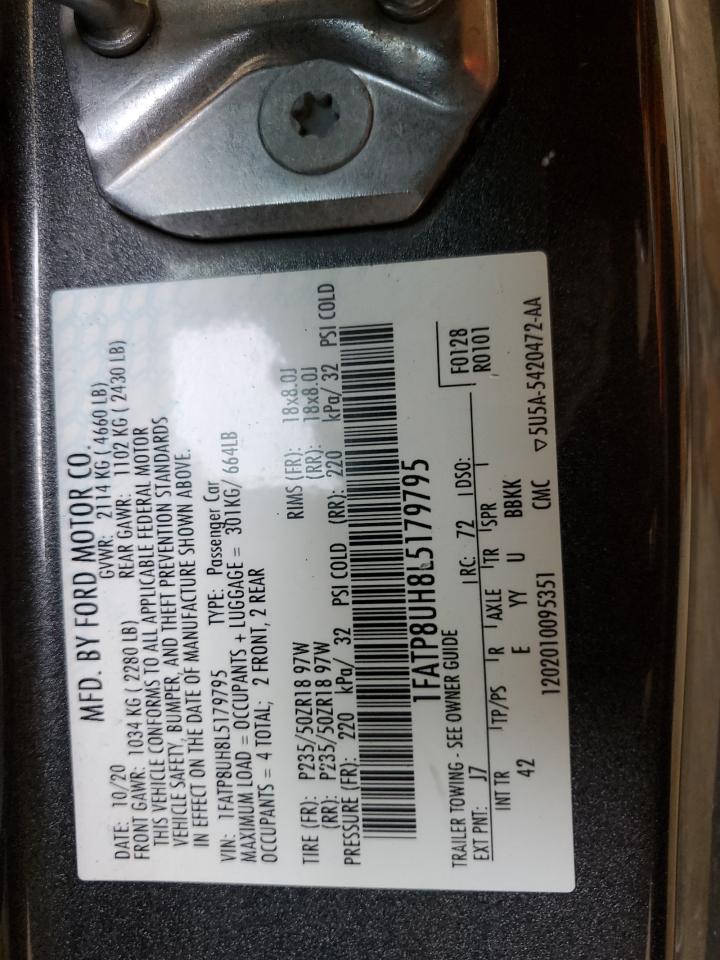 MFD. BY FORD MOTOR CO.
DATE: 10/20 GVWR: 2114 KG ( 4660 LB)
FRONT GAWR: 1034 KG ( 2280 LB) REAR GAWR: 1102 KG ( 2430 LB)
THIS VEHICLE CONFORMS TO ALL APPLICABLE FEDERAL MOTOR
VEHICLE SAFETY, BUMPER, AND THEFT PREVENTION STANDARDS
IN EFFECT ON THE DATE OF MANUFACTURE SHOWN ABOVE.
VIN: 1FATP8UH8L5179795 TYPE: Passenger Car
MAXIMUM LOAD = OCCUPANTS + LUGGAGE = 301KG/ 664LB
OCCUPANTS = 4 TOTAL; 2 FRONT, 2 REAR
TIRE (FR): P235/50ZR18 97W RIMS (FR): 18x8.0J
(RR): P235/50ZR18 97W (RR): 18x8.0J
PRESSURE (FR): 220 kPa/ 32 PSI COLD (RR): 220 kPa/ 32 PSI COLD
1FATP8UH8L5179795
TRAILER TOWING - SEE OWNER GUIDE F0128
EXT PNT: J7 RC: 72 DSO: R0101
INT TR TP/PS R AXLE TR SPR
42 E YY U BBKK
1202010095351 CMC ▽5U5A-5420472-AA